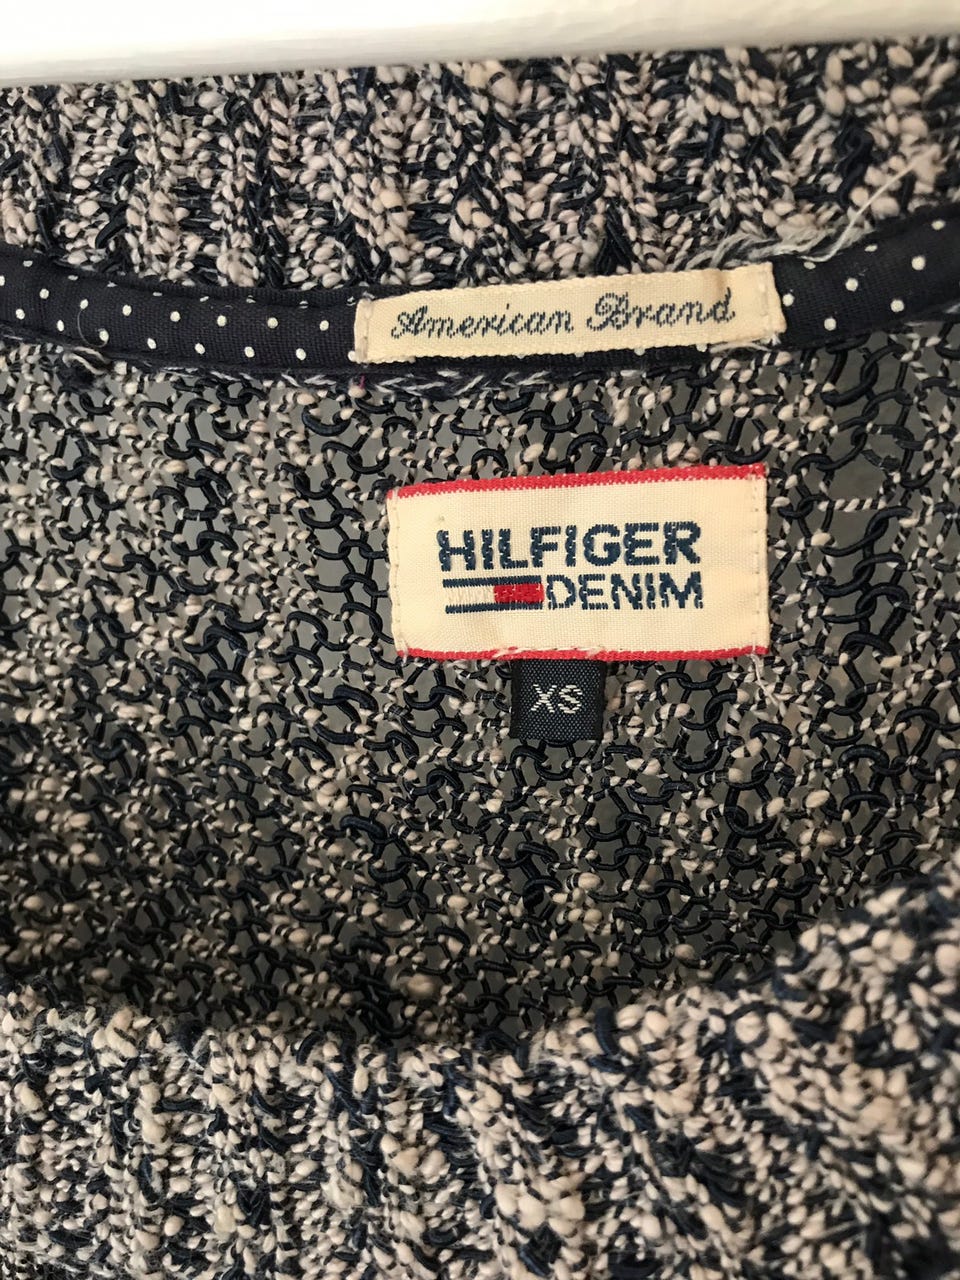 American Brand
HILFIGER
DENIM
XS